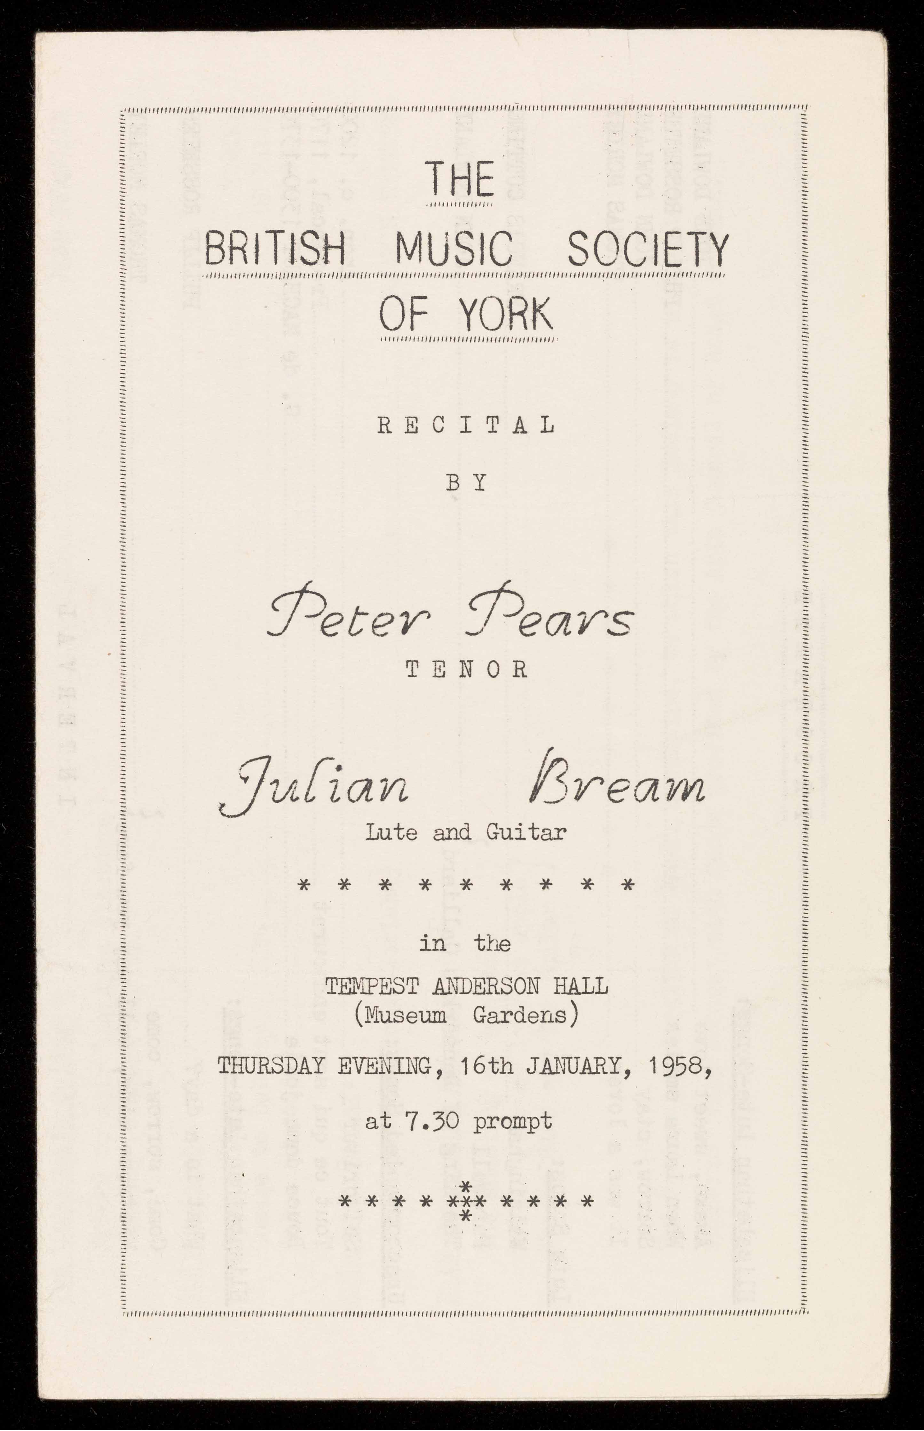 THE
BRITISH MUSIC SOCIETY
OF YORK
RECITAL
BY
Peter Pears
TENOR
Julian Bream
Lute and Guitar
* * * * * * * * *
in the
TEMPEST ANDERSON HALL
(Museum Gardens)
THURSDAY EVENING, 16th JANUARY, 1958,
at 7.30 prompt
*
* * * * *** * * * *
*